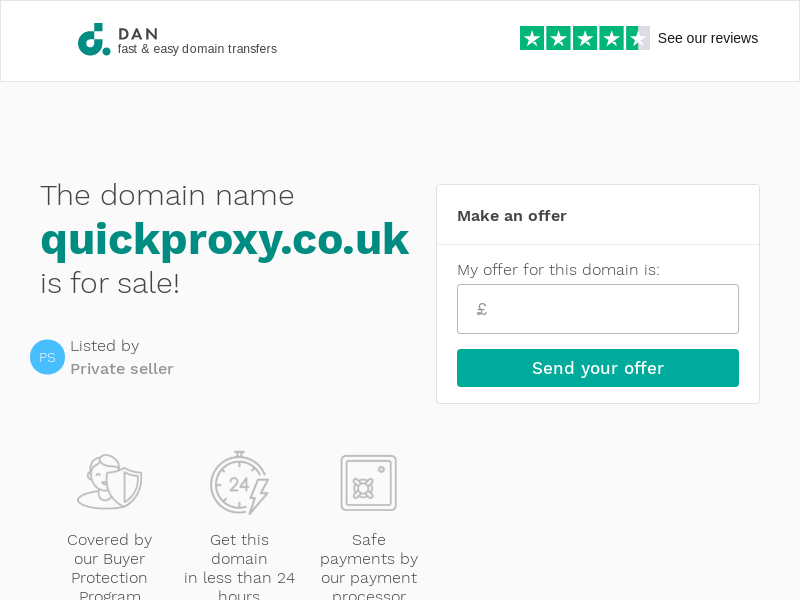 DAN
fast & easy domain transfers
See our reviews
The domain name
quickproxy.co.uk
is for sale!
PS
Listed by
Private seller
Make an offer
My offer for this domain is:
£
Send your offer
24
Covered by
our Buyer
Protection
Program
Get this
domain
in less than 24
hours
Safe
payments by
our payment
processor